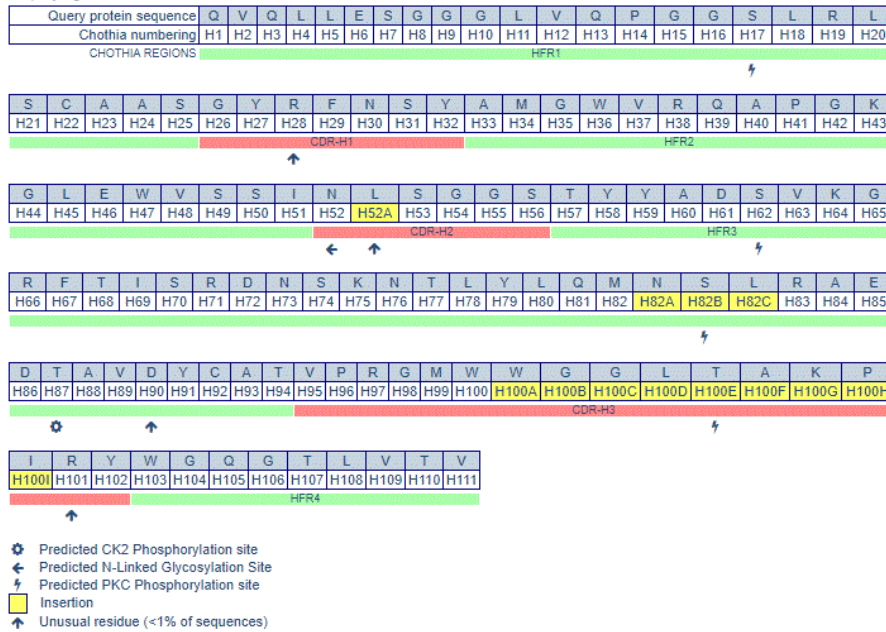 Query protein sequence Q V Q L L E S G G G L V Q P G G S L R L
Chothia numbering H1 H2 H3 H4 H5 H6 H7 H8 H9 H10 H11 H12 H13 H14 H15 H16 H17 H18 H19 H20
CHOTHIA REGIONS HFR1
S C A A S G Y R F N S Y A M G W V R Q A P G K
H21 H22 H23 H24 H25 H26 H27 H28 H29 H30 H31 H32 H33 H34 H35 H36 H37 H38 H39 H40 H41 H42 H43
CDR-H1 HFR2
G L E W V S S I N L S G G S T Y Y A D S V K G
H44 H45 H46 H47 H48 H49 H50 H51 H52 H52A H53 H54 H55 H56 H57 H58 H59 H60 H61 H62 H63 H64 H65
CDR-H2 HFR3
R F T I S R D N S K N T L Y L Q M N S L R A E
H66 H67 H68 H69 H70 H71 H72 H73 H74 H75 H76 H77 H78 H79 H80 H81 H82 H82A H82B H82C H83 H84 H85
D T A V D Y C A T V P R G M W W G G L T A K P
H86 H87 H88 H89 H90 H91 H92 H93 H94 H95 H96 H97 H98 H99 H100 H100A H100B H100C H100D H100E H100F H100G H100H
CDR-H3
I R Y W G Q G T L V T V
H100I H101 H102 H103 H104 H105 H106 H107 H108 H109 H110 H111
HFR4
Predicted CK2 Phosphorylation site
Predicted N-Linked Glycosylation Site
Predicted PKC Phosphorylation site
Insertion
Unusual residue (<1% of sequences)